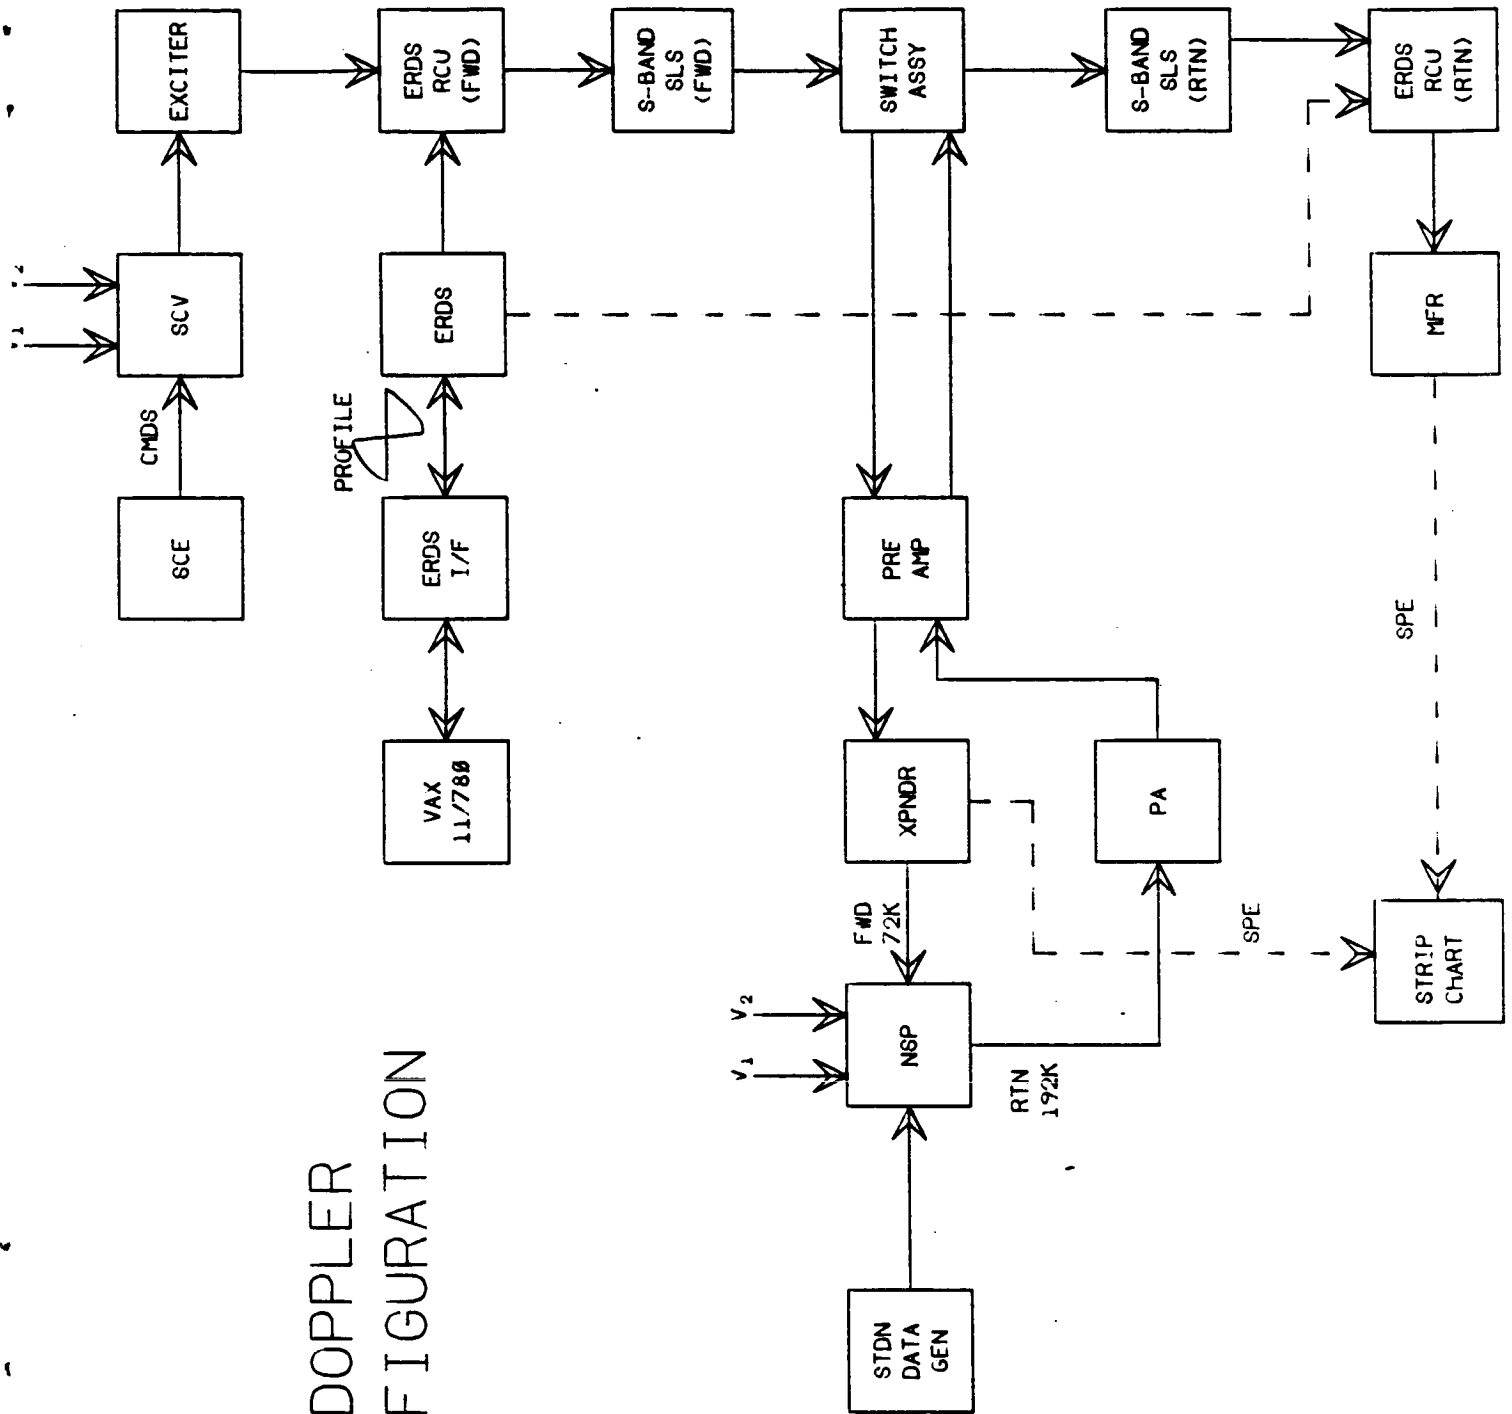 DOPPLER
FIGURATION
SCE
CMDS
SCV
EXCITER
VAX
11/780
ERDS
I/F
PROFILE
ERDS
ERDS
RCU
(FWD)
S-BAND
SLS
(FWD)
STDN
DATA
GEN
V1
V2
NSP
FWD
72K
RTN
192K
XPNDR
PRE
AMP
SWITCH
ASSY
PA
S-BAND
SLS
(RTN)
SPE
STRIP
CHART
SPE
MFR
ERDS
RCU
(RTN)